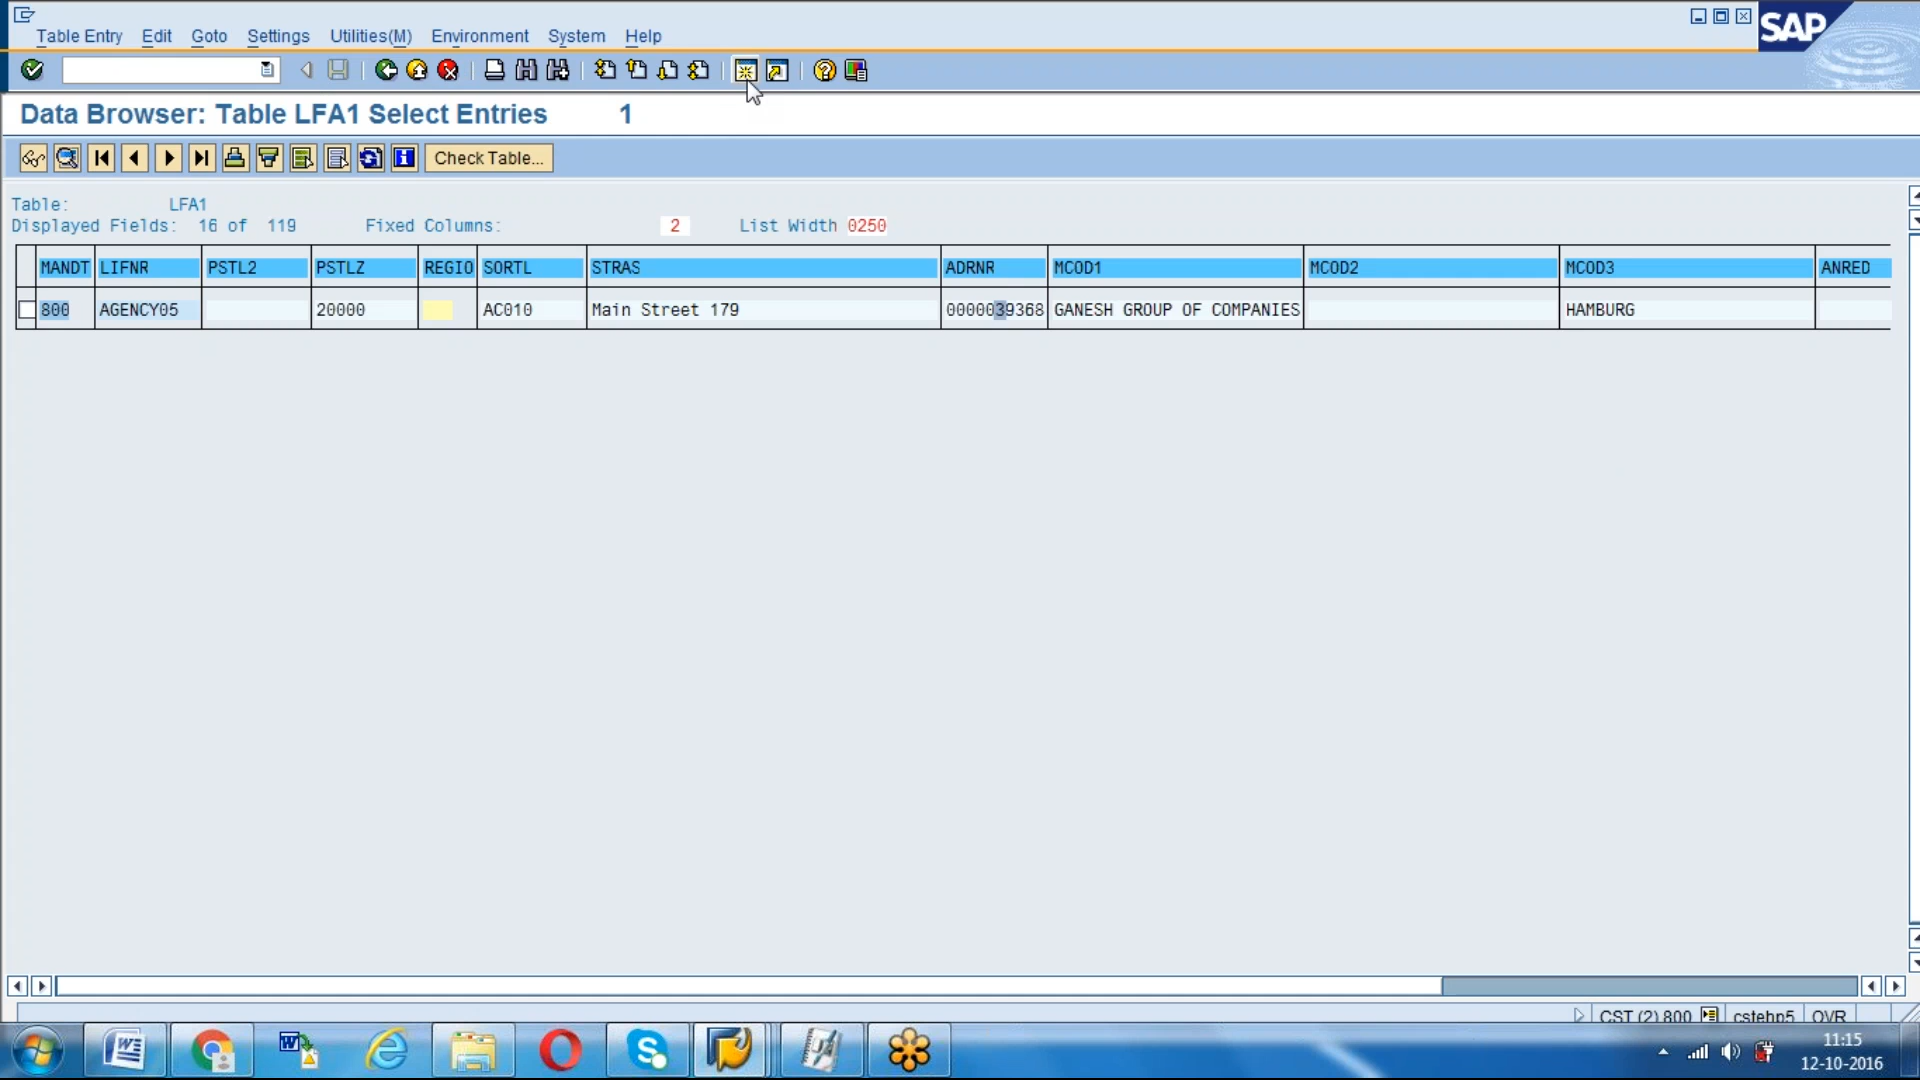 Table Entry Edit Goto Settings Utilities(M) Environment System Help
SAP
Data Browser: Table LFA1 Select Entries 1
Check Table...
Table: LFA1
Displayed Fields: 16 of 119 Fixed Columns: 2 List Width 0250
MANDT LIFNR PSTL2 PSTLZ REGIO SORTL STRAS ADRNR MCOD1 MCOD2 MCOD3 ANRED
800 AGENCY05 20000 AC010 Main Street 179 0000039368 GANESH GROUP OF COMPANIES HAMBURG
CST (2) 800 cstehp5 OVR
11:15
12-10-2016